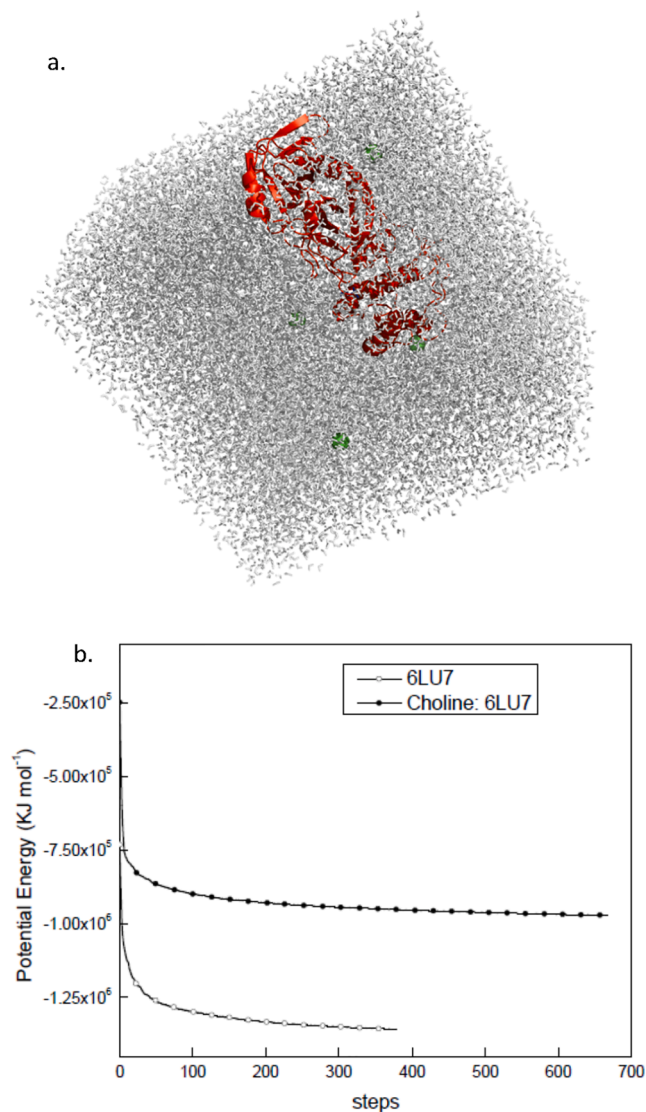 a.
b.
6LU7
Choline: 6LU7
Potential Energy (KJ mol⁻¹)
-2.50x10⁵
-5.00x10⁵
-7.50x10⁵
-1.00x10⁶
-1.25x10⁶
0 100 200 300 400 500 600 700
steps